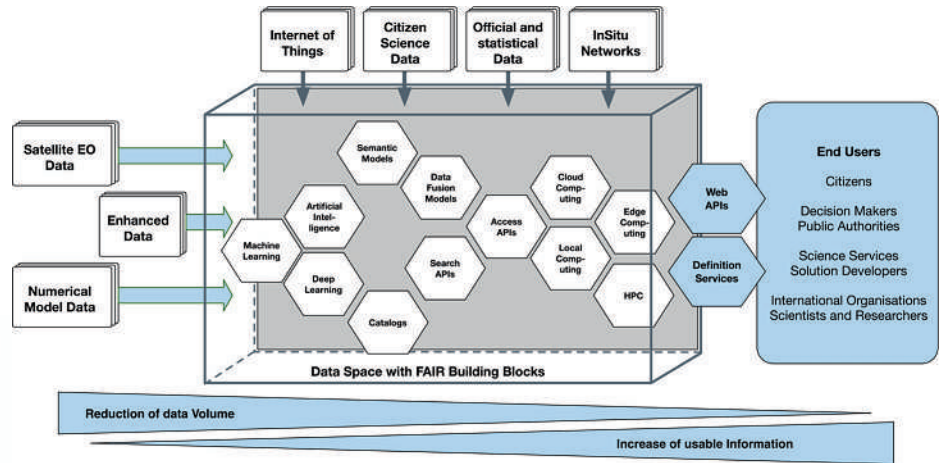 Internet of
Things
Citizen
Science
Data
Official and
statistical
Data
InSitu
Networks
Satellite EO
Data
Enhanced
Data
Numerical
Model Data
Semantic
Models
Data
Fusion
Models
Artificial
Intel-
ligence
Machine
Learning
Deep
Learning
Catalogs
Search
APIs
Access
APIs
Cloud
Compu-
ting
Local
Compu-
ting
Edge
Comp-
uting
HPC
Web
APIs
Definition
Services
End Users
Citizens
Decision Makers
Public Authorities
Science Services
Solution Developers
International Organisations
Scientists and Researchers
Data Space with FAIR Building Blocks
Reduction of data Volume
Increase of usable Information